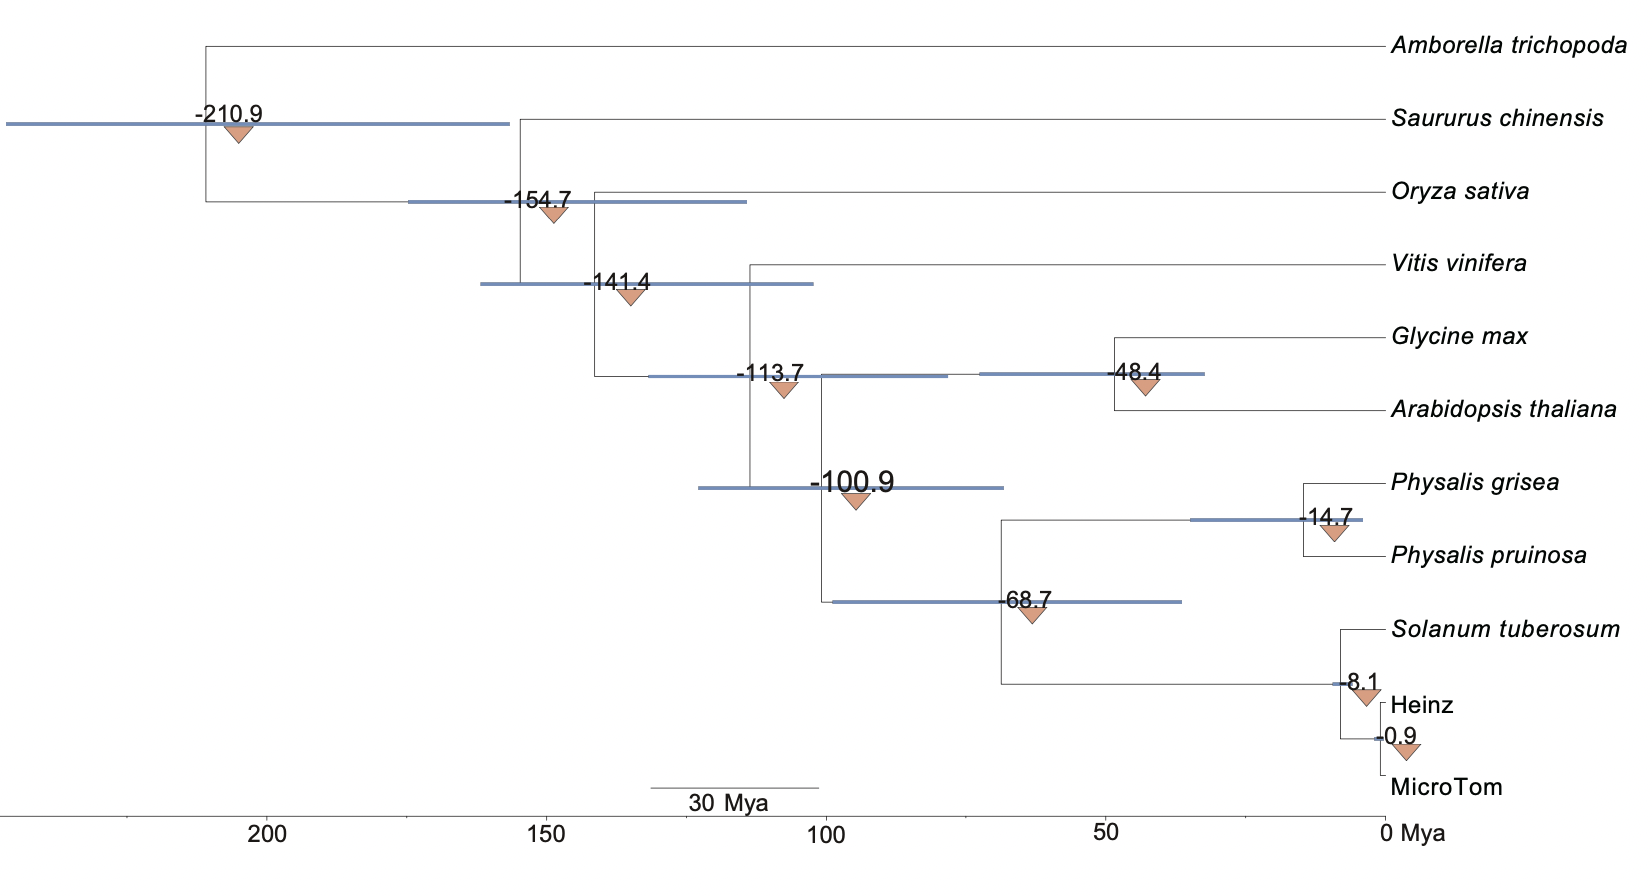 Amborella trichopoda
-210.9
Saururus chinensis
-154.7
Oryza sativa
-141.4
Vitis vinifera
Glycine max
-113.7
-48.4
Arabidopsis thaliana
-100.9
Physalis grisea
-14.7
Physalis pruinosa
-68.7
Solanum tuberosum
-8.1
Heinz
-0.9
MicroTom
30 Mya
200 150 100 50 0 Mya